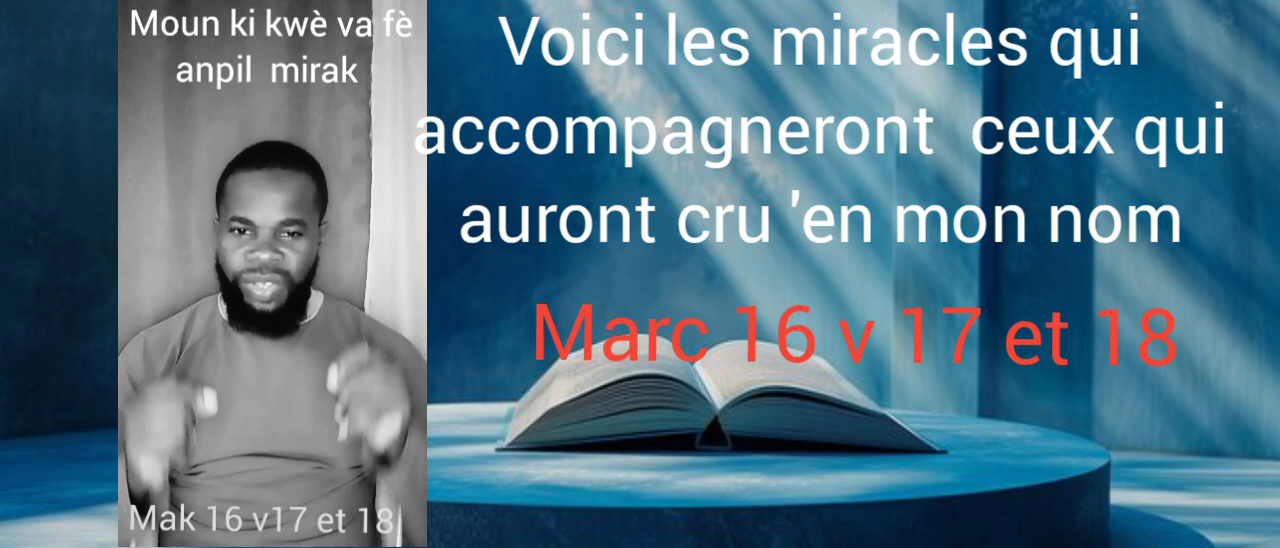 Moun ki kwè va fè
anpil mirak
Mak 16 v17 et 18
Voici les miracles qui
accompagneront ceux qui
auront cru 'en mon nom
Marc 16 v 17 et 18